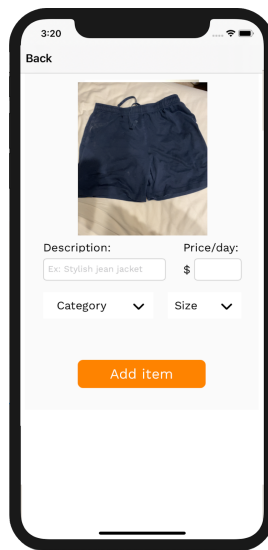 3:20
Back
Description: Price/day:
Ex: Stylish jean jacket $
Category Size
Add item